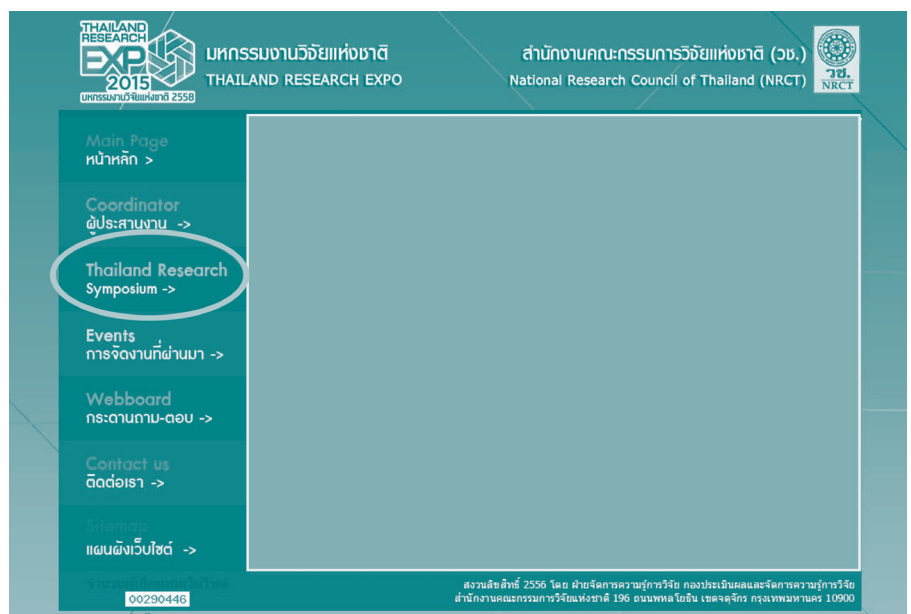 THAILAND
RESEARCH
EXPO
2015
มหกรรมงานวิจัยแห่งชาติ 2558
มหกรรมงานวิจัยแห่งชาติ
THAILAND RESEARCH EXPO
สำนักงานคณะกรรมการวิจัยแห่งชาติ (วช.)
National Research Council of Thailand (NRCT)
วช.
NRCT
Main Page
หน้าหลัก >
Coordinator
ผู้ประสานงาน ->
Thailand Research
Symposium ->
Events
การจัดงานที่ผ่านมา ->
Webboard
กระดานถาม-ตอบ ->
Contact us
ติดต่อเรา ->
Sitemap
แผนผังเว็บไซต์ ->
00290446
สงวนลิขสิทธิ์ 2556 โดย ฝ่ายจัดการความรู้การวิจัย กองประเมินผลและจัดการความรู้การวิจัย
สำนักงานคณะกรรมการวิจัยแห่งชาติ 196 ถนนพหลโยธิน เขตจตุจักร กรุงเทพมหานคร 10900